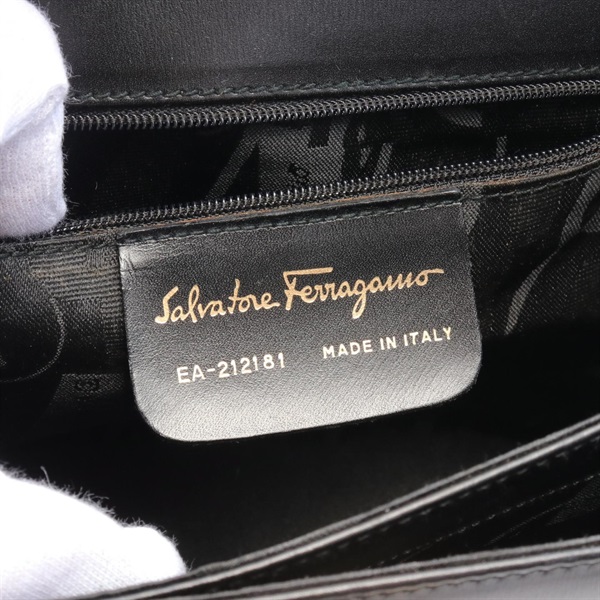 Salvatore Ferragamo
EA-212181 MADE IN ITALY